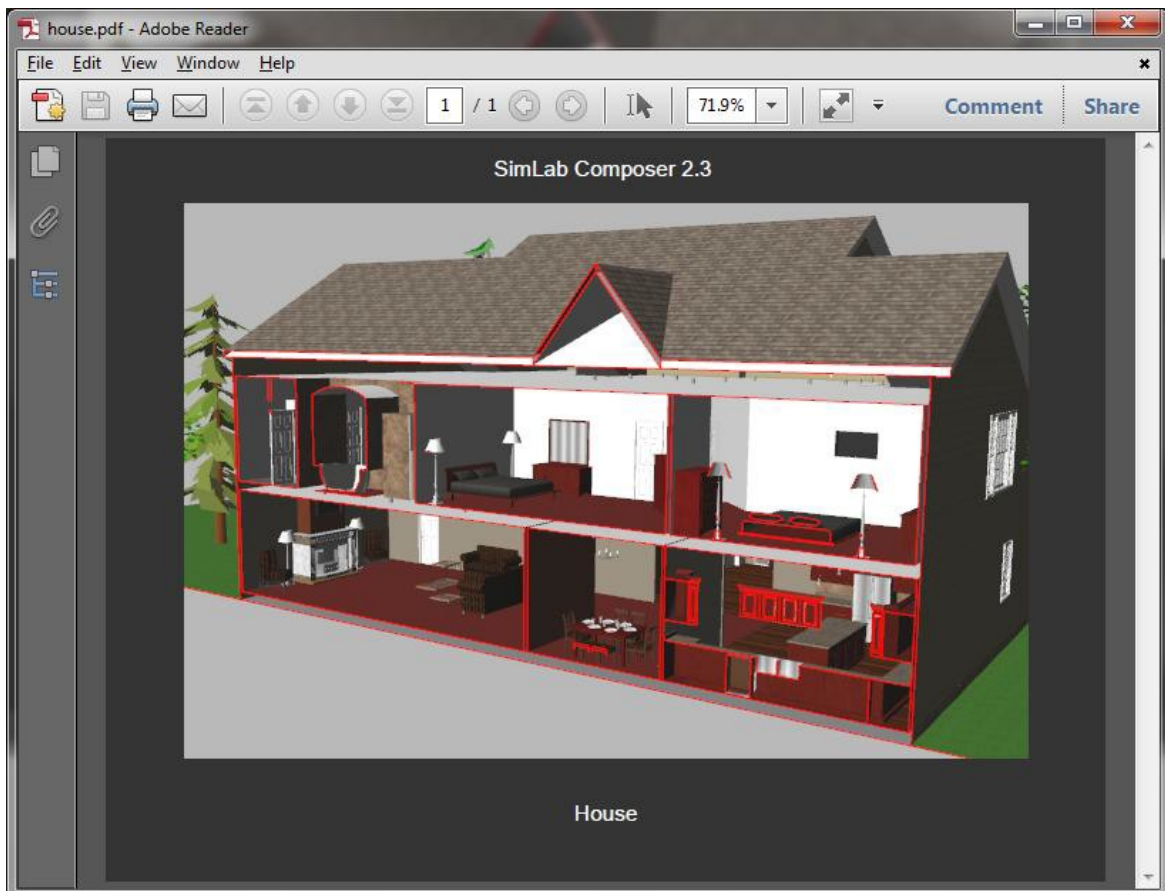 house.pdf - Adobe Reader
File Edit View Window Help
1 / 1 71.9% Comment Share
SimLab Composer 2.3
House